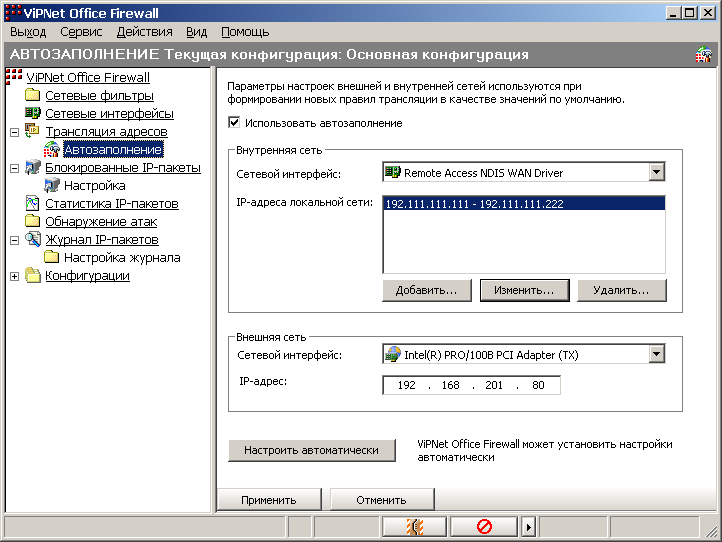 ViPNet Office Firewall
Выход Сервис Действия Вид Помощь
АВТОЗАПОЛНЕНИЕ Текущая конфигурация: Основная конфигурация
ViPNet Office Firewall
Сетевые фильтры
Сетевые интерфейсы
Трансляция адресов
Автозаполнение
Блокированные IP-пакеты
Настройка
Статистика IP-пакетов
Обнаружение атак
Журнал IP-пакетов
Настройка журнала
Конфигурации
Параметры настроек внешней и внутренней сетей используются при
формировании новых правил трансляции в качестве значений по умолчанию.
Использовать автозаполнение
Внутренняя сеть
Сетевой интерфейс: Remote Access NDIS WAN Driver
IP-адреса локальной сети: 192.111.111.111 - 192.111.111.222
Добавить... Изменить... Удалить...
Внешняя сеть
Сетевой интерфейс: Intel(R) PRO/100B PCI Adapter (TX)
IP-адрес: 192 . 168 . 201 . 80
Настроить автоматически ViPNet Office Firewall может установить настройки
автоматически
Применить Отменить